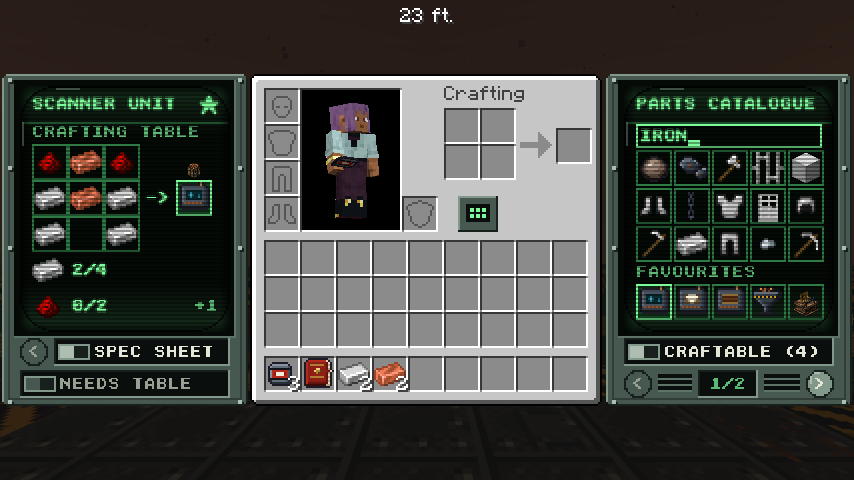 23 ft.
SCANNER UNIT
CRAFTING TABLE
2/4
0/2
+1
SPEC SHEET
NEEDS TABLE
Crafting
3
2
2
PARTS CATALOGUE
IRON_
FAVOURITES
CRAFTABLE (4)
1/2